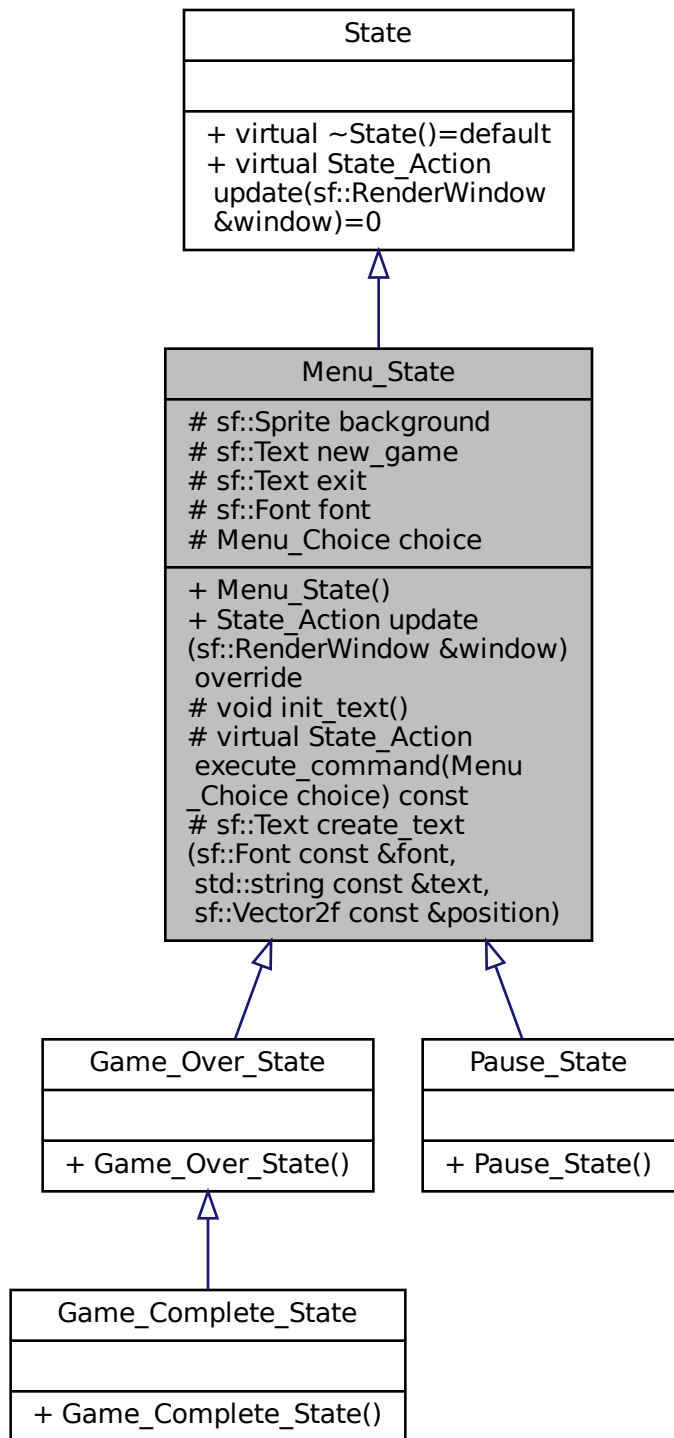 State
+ virtual ~State()=default
+ virtual State_Action
update(sf::RenderWindow
&window)=0
Menu_State
# sf::Sprite background
# sf::Text new_game
# sf::Text exit
# sf::Font font
# Menu_Choice choice
+ Menu_State()
+ State_Action update
(sf::RenderWindow &window)
override
# void init_text()
# virtual State_Action
execute_command(Menu
_Choice choice) const
# sf::Text create_text
(sf::Font const &font,
std::string const &text,
sf::Vector2f const &position)
Game_Over_State
+ Game_Over_State()
Pause_State
+ Pause_State()
Game_Complete_State
+ Game_Complete_State()